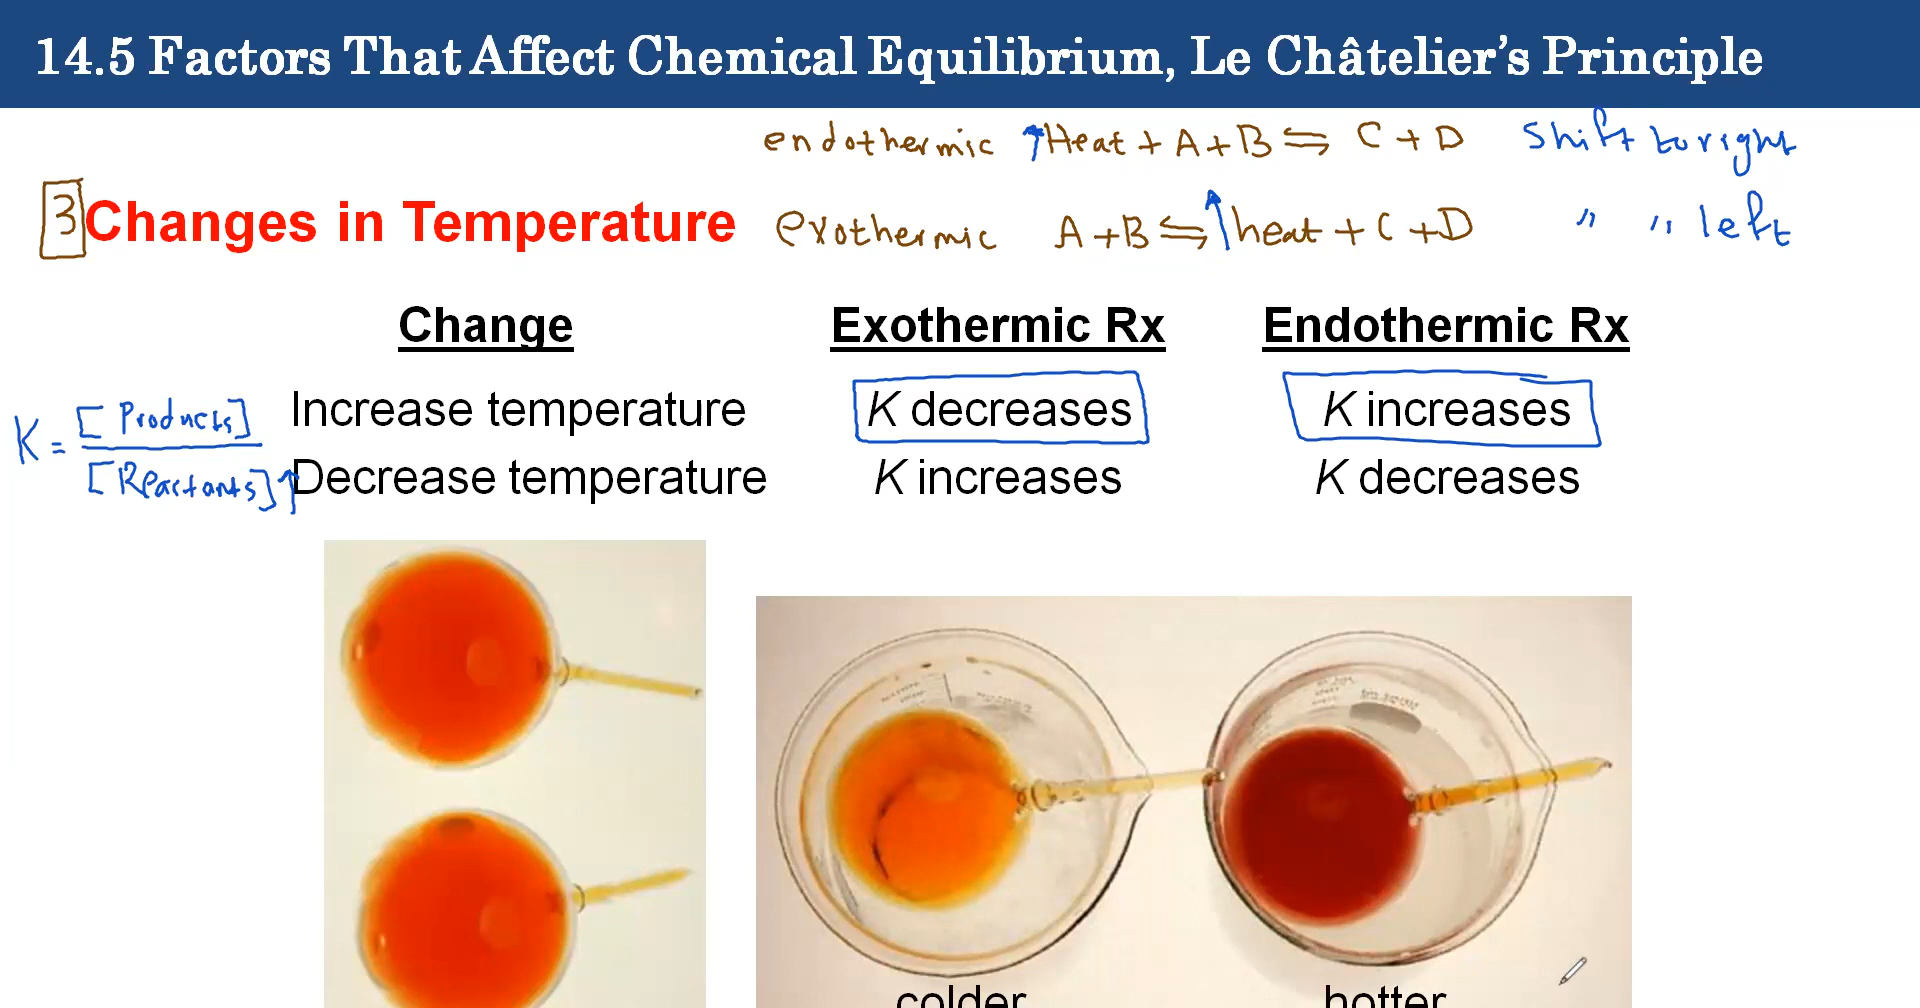 14.5 Factors That Affect Chemical Equilibrium, Le Châtelier's Principle
endothermic ↑Heat + A + B ⇌ C + D Shift to right
3 Changes in Temperature
exothermic A + B ⇌ ↑heat + C + D " " left
Change Exothermic Rx Endothermic Rx
Increase temperature K decreases K increases
K = [Products] / [Reactants]↑
Decrease temperature K increases K decreases
colder hotter